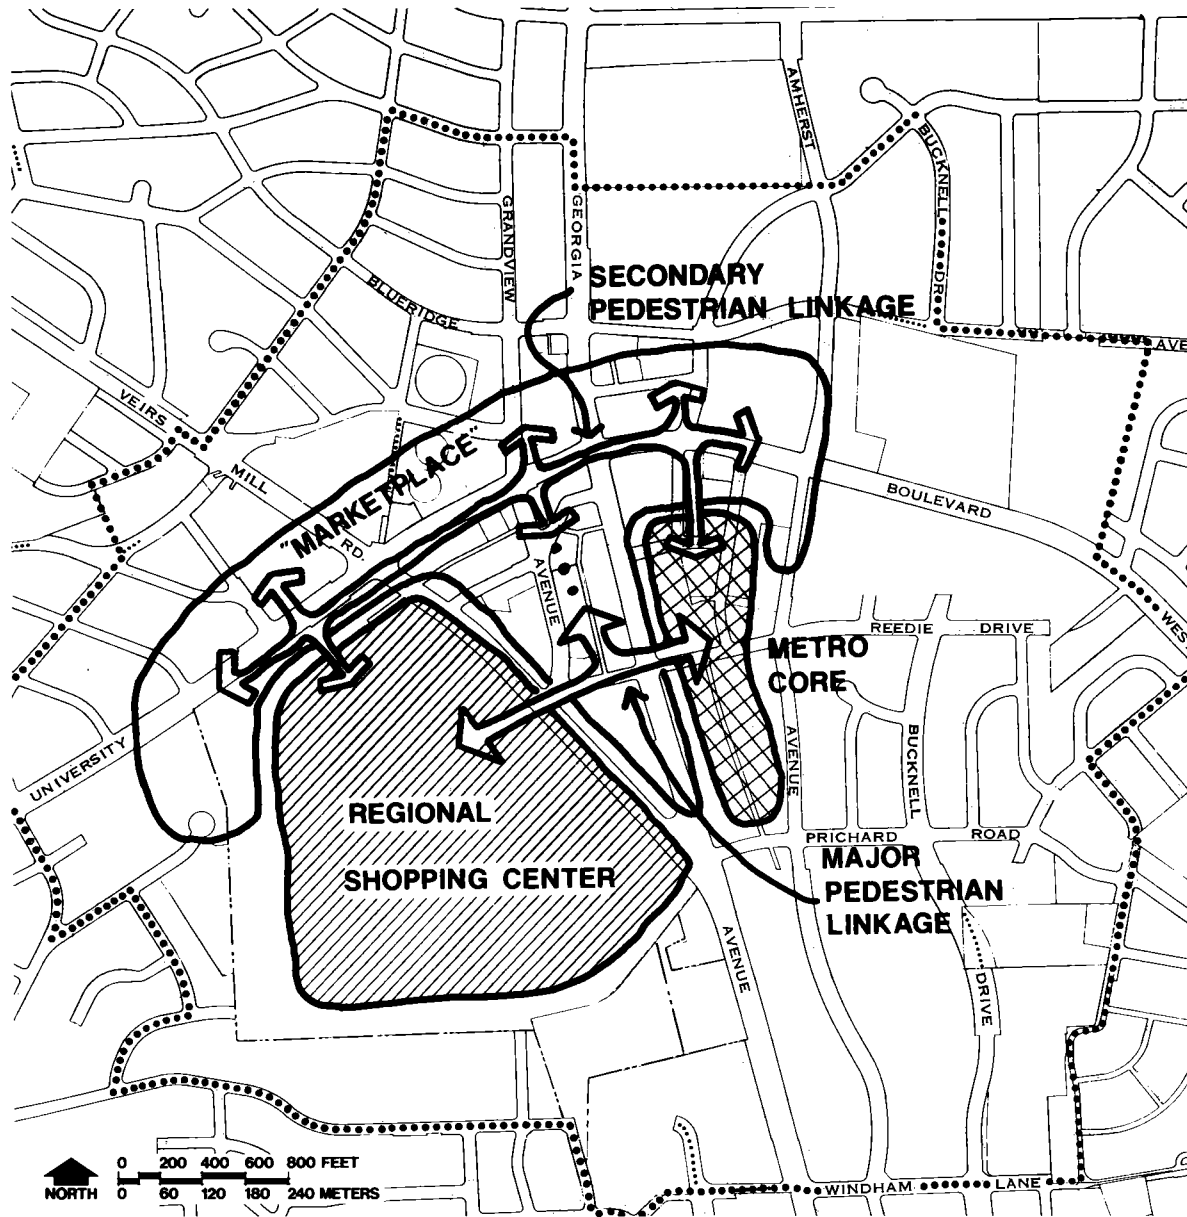 AMHERST
BUCKNELL DR.
GRANDVIEW
GEORGIA
SECONDARY
PEDESTRIAN LINKAGE
BLUERIDGE
AVE
VEIRS
MILL
RD.
"MARKETPLACE"
BOULEVARD
WES
AVENUE
REEDIE DRIVE
METRO
CORE
UNIVERSITY
AVENUE
BUCKNELL
REGIONAL
SHOPPING CENTER
PRICHARD ROAD
MAJOR
PEDESTRIAN
LINKAGE
AVENUE
DRIVE
0 200 400 600 800 FEET
NORTH
0 60 120 180 240 METERS
WINDHAM LANE